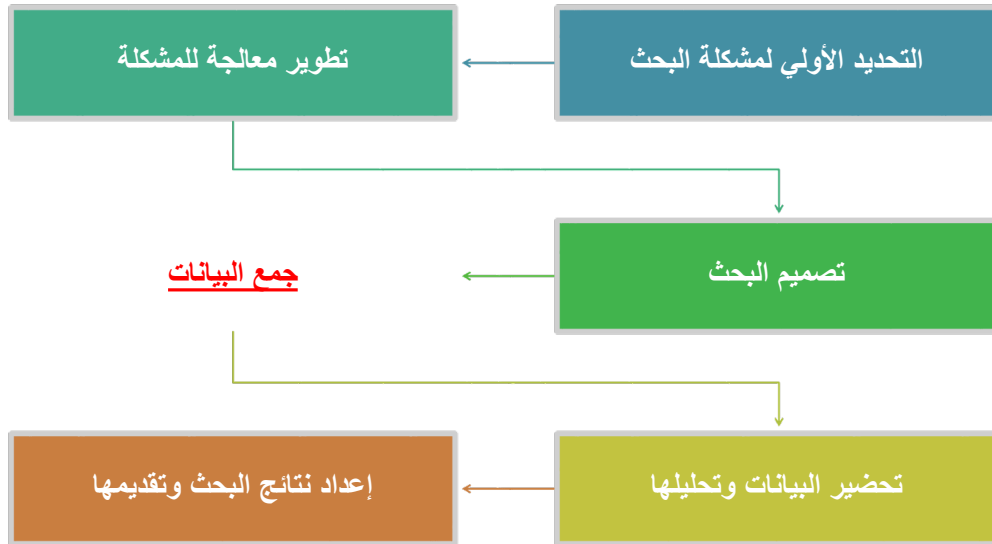 التحديد الأولي لمشكلة البحث
تطوير معالجة للمشكلة
تصميم البحث
جمع البيانات
تحضير البيانات وتحليلها
إعداد نتائج البحث وتقديمها